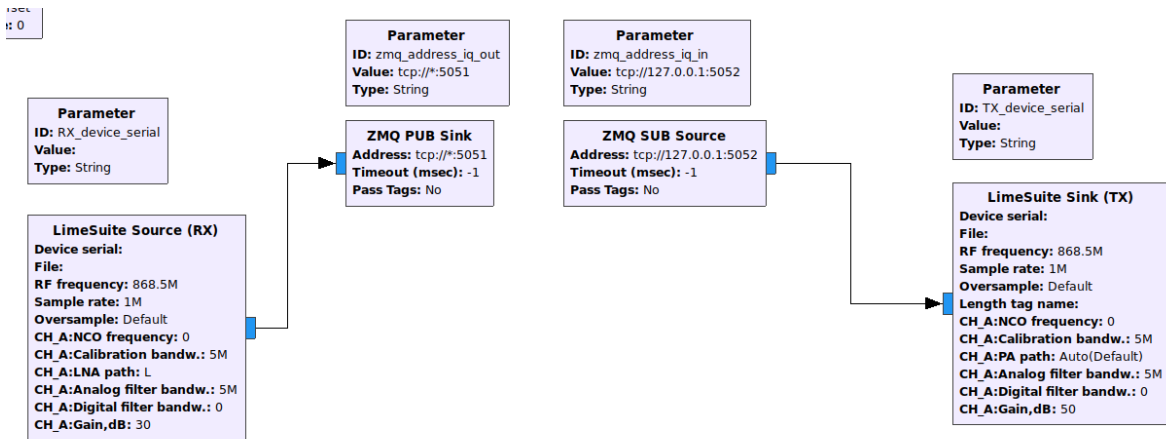 e: 0
Parameter
ID: zmq_address_iq_out
Value: tcp://*:5051
Type: String
Parameter
ID: zmq_address_iq_in
Value: tcp://127.0.0.1:5052
Type: String
Parameter
ID: TX_device_serial
Value:
Type: String
Parameter
ID: RX_device_serial
Value:
Type: String
ZMQ PUB Sink
Address: tcp://*:5051
Timeout (msec): -1
Pass Tags: No
ZMQ SUB Source
Address: tcp://127.0.0.1:5052
Timeout (msec): -1
Pass Tags: No
LimeSuite Source (RX)
Device serial:
File:
RF frequency: 868.5M
Sample rate: 1M
Oversample: Default
CH_A:NCO frequency: 0
CH_A:Calibration bandw.: 5M
CH_A:LNA path: L
CH_A:Analog filter bandw.: 5M
CH_A:Digital filter bandw.: 0
CH_A:Gain,dB: 30
LimeSuite Sink (TX)
Device serial:
File:
RF frequency: 868.5M
Sample rate: 1M
Oversample: Default
Length tag name:
CH_A:NCO frequency: 0
CH_A:Calibration bandw.: 5M
CH_A:PA path: Auto(Default)
CH_A:Analog filter bandw.: 5M
CH_A:Digital filter bandw.: 0
CH_A:Gain,dB: 50